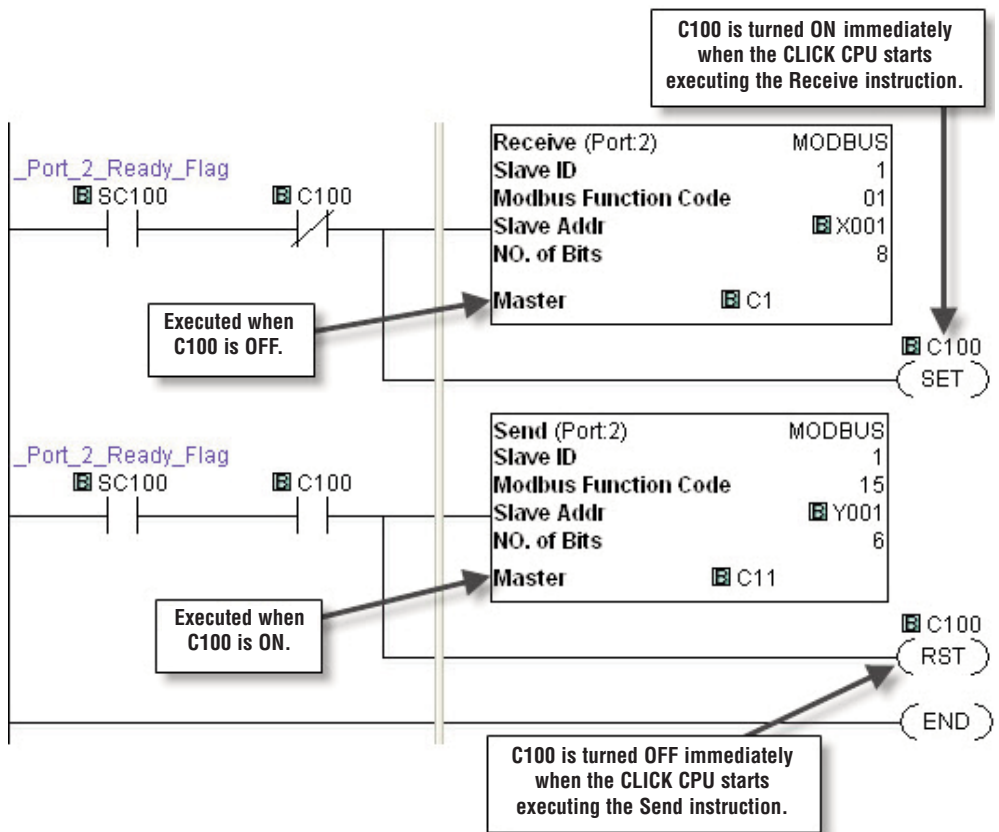 C100 is turned ON immediately
when the CLICK CPU starts
executing the Receive instruction.
_Port_2_Ready_Flag
B SC100
B C100
Receive (Port:2) MODBUS
Slave ID 1
Modbus Function Code 01
Slave Addr B X001
NO. of Bits 8
Master B C1
Executed when
C100 is OFF.
B C100
SET
_Port_2_Ready_Flag
B SC100
B C100
Send (Port:2) MODBUS
Slave ID 1
Modbus Function Code 15
Slave Addr B Y001
NO. of Bits 6
Master B C11
Executed when
C100 is ON.
B C100
RST
END
C100 is turned OFF immediately
when the CLICK CPU starts
executing the Send instruction.